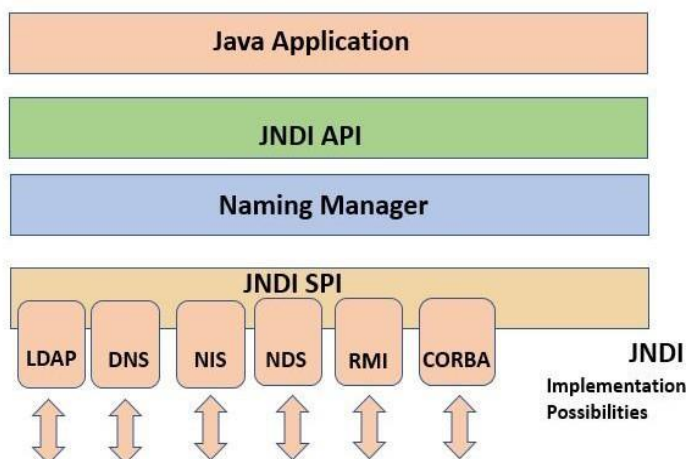 Java Application
JNDI API
Naming Manager
JNDI SPI
LDAP DNS NIS NDS RMI CORBA
JNDI
Implementation
Possibilities